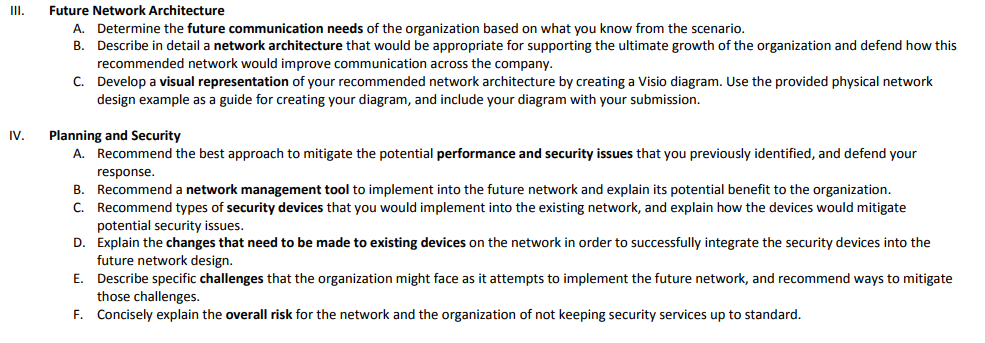 III. Future Network Architecture
A. Determine the future communication needs of the organization based on what you know from the scenario.
B. Describe in detail a network architecture that would be appropriate for supporting the ultimate growth of the organization and defend how this
recommended network would improve communication across the company.
C. Develop a visual representation of your recommended network architecture by creating a Visio diagram. Use the provided physical network
design example as a guide for creating your diagram, and include your diagram with your submission.
IV. Planning and Security
A. Recommend the best approach to mitigate the potential performance and security issues that you previously identified, and defend your
response.
B. Recommend a network management tool to implement into the future network and explain its potential benefit to the organization.
C. Recommend types of security devices that you would implement into the existing network, and explain how the devices would mitigate
potential security issues.
D. Explain the changes that need to be made to existing devices on the network in order to successfully integrate the security devices into the
future network design.
E. Describe specific challenges that the organization might face as it attempts to implement the future network, and recommend ways to mitigate
those challenges.
F. Concisely explain the overall risk for the network and the organization of not keeping security services up to standard.